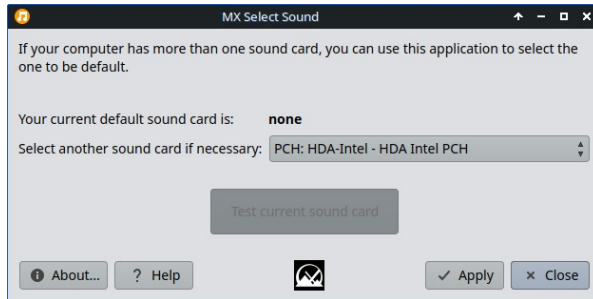 MX Select Sound
If your computer has more than one sound card, you can use this application to select the
one to be default.
Your current default sound card is: none
Select another sound card if necessary: PCH: HDA-Intel - HDA Intel PCH
Test current sound card
About... ? Help Apply Close